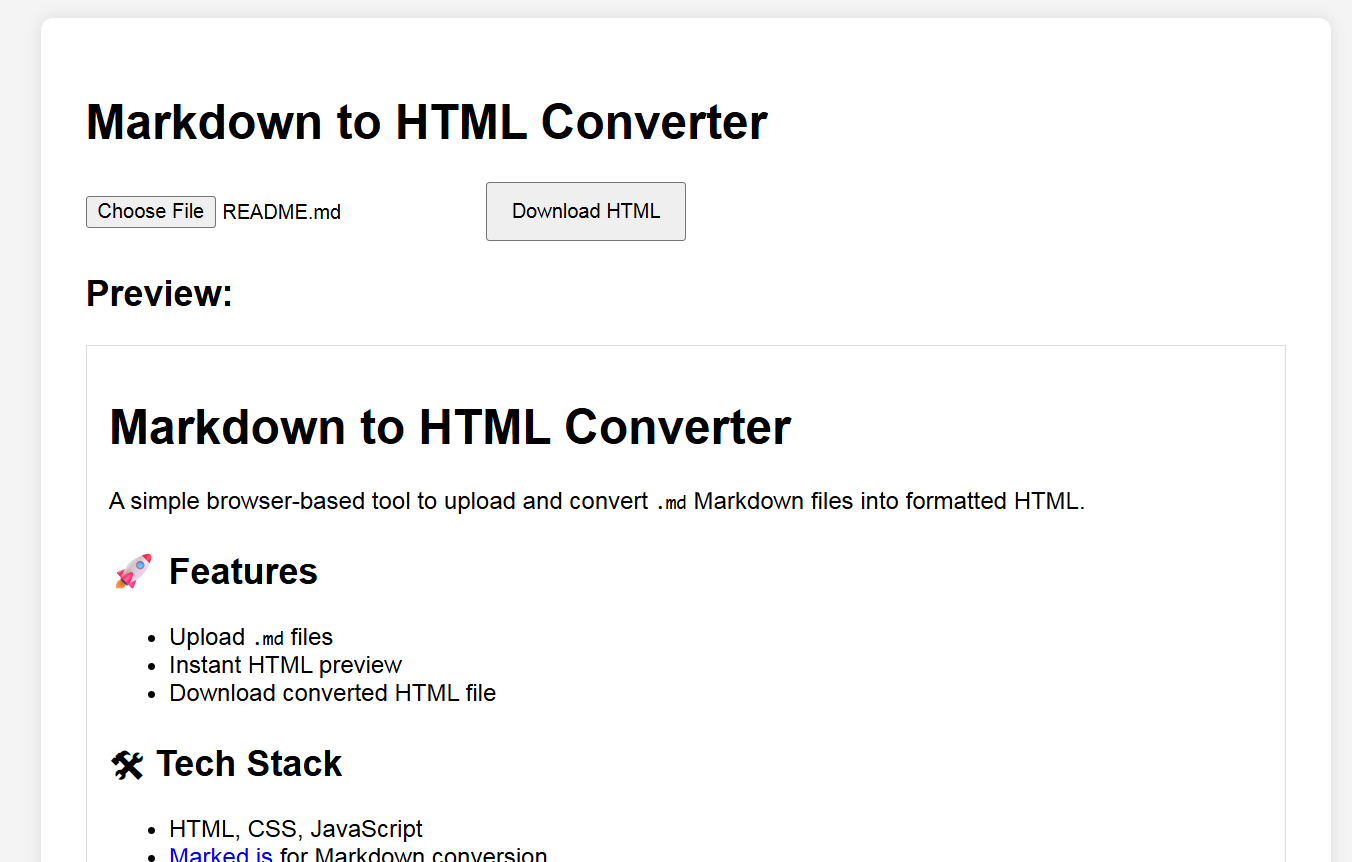 Markdown to HTML Converter
Choose File README.md Download HTML
Preview:
Markdown to HTML Converter
A simple browser-based tool to upload and convert .md Markdown files into formatted HTML.
🚀 Features
• Upload .md files
• Instant HTML preview
• Download converted HTML file
🛠 Tech Stack
• HTML, CSS, JavaScript
• Marked.js for Markdown conversion